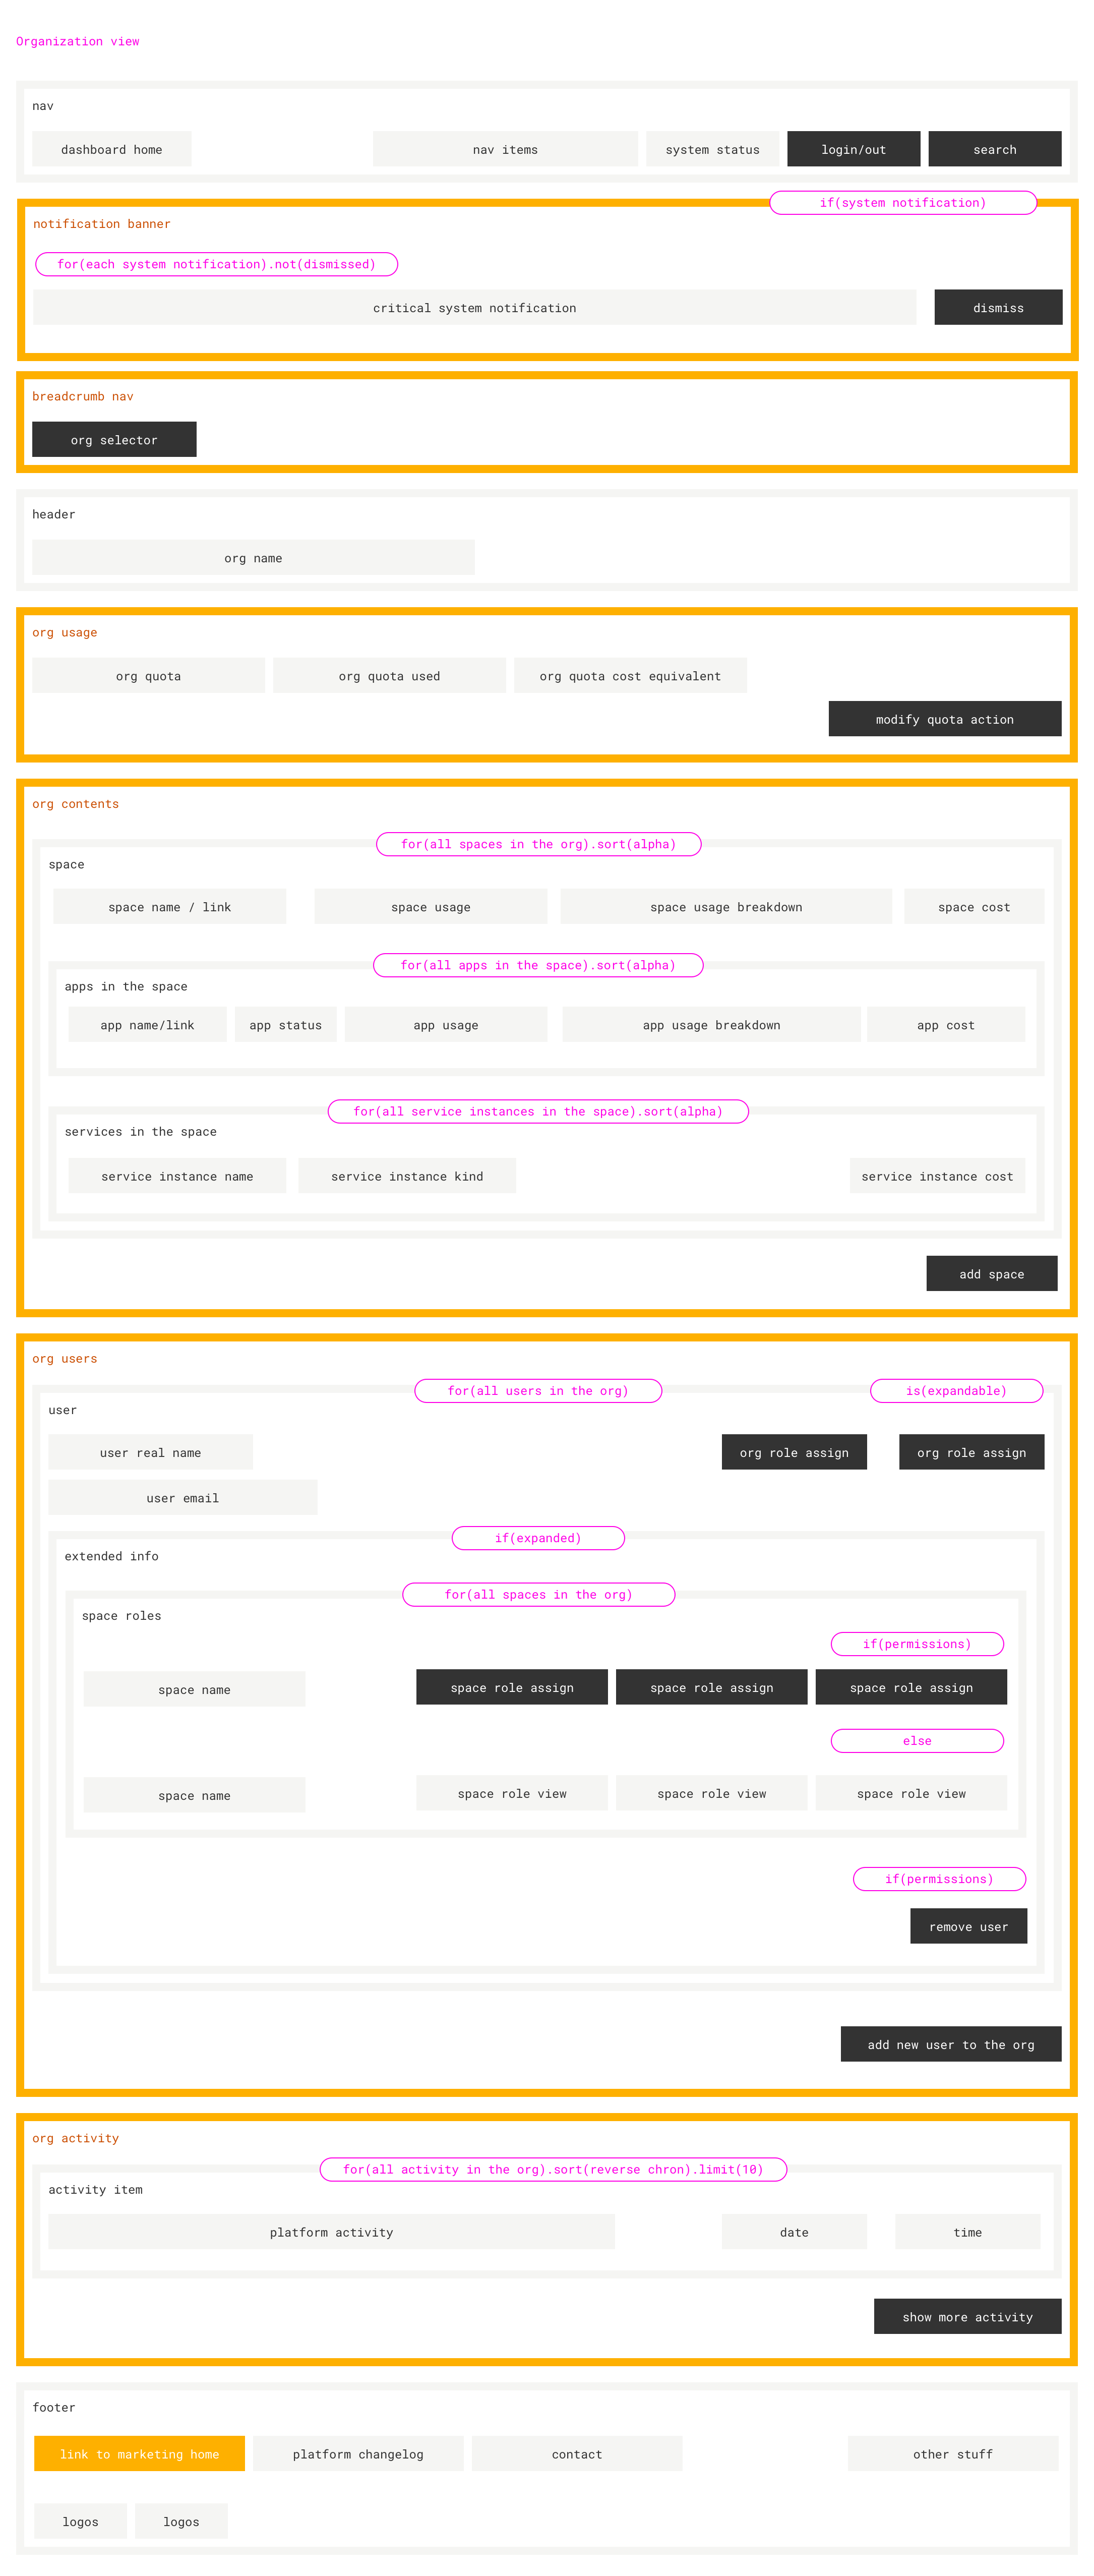 Organization view
nav
dashboard home
nav items
system status
login/out
search
if(system notification)
notification banner
for(each system notification).not(dismissed)
critical system notification
dismiss
breadcrumb nav
org selector
header
org name
org usage
org quota
org quota used
org quota cost equivalent
modify quota action
org contents
for(all spaces in the org).sort(alpha)
space
space name / link
space usage
space usage breakdown
space cost
for(all apps in the space).sort(alpha)
apps in the space
app name/link
app status
app usage
app usage breakdown
app cost
for(all service instances in the space).sort(alpha)
services in the space
service instance name
service instance kind
service instance cost
add space
org users
for(all users in the org)
is(expandable)
user
user real name
org role assign
org role assign
user email
if(expanded)
extended info
for(all spaces in the org)
space roles
if(permissions)
space name
space role assign
space role assign
space role assign
else
space name
space role view
space role view
space role view
if(permissions)
remove user
add new user to the org
org activity
for(all activity in the org).sort(reverse chron).limit(10)
activity item
platform activity
date
time
show more activity
footer
link to marketing home
platform changelog
contact
other stuff
logos
logos